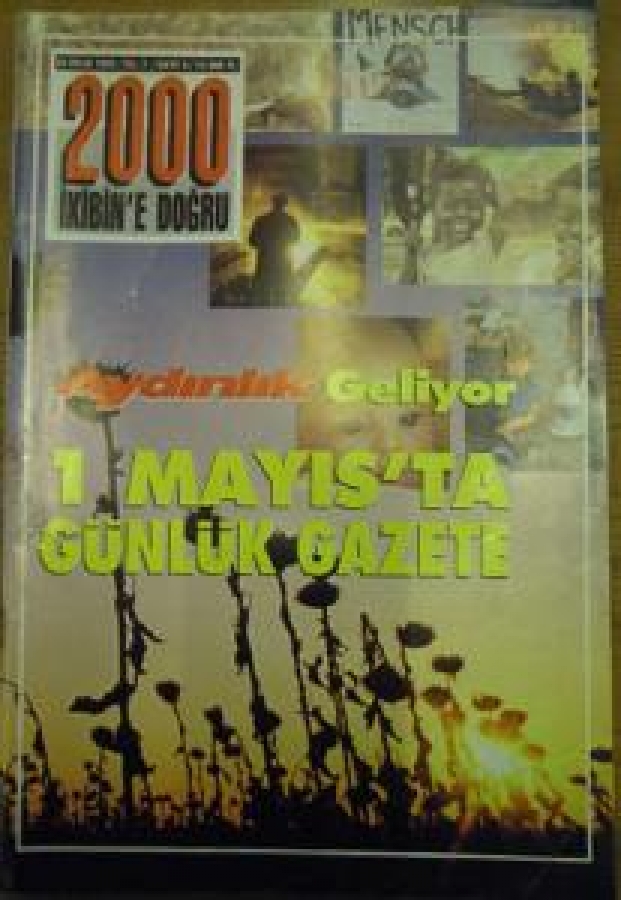 MENSCH
2000
İKİBİN'E DOĞRU
Aydınlık Geliyor
1 MAYIS'TA
GÜNLÜK GAZETE